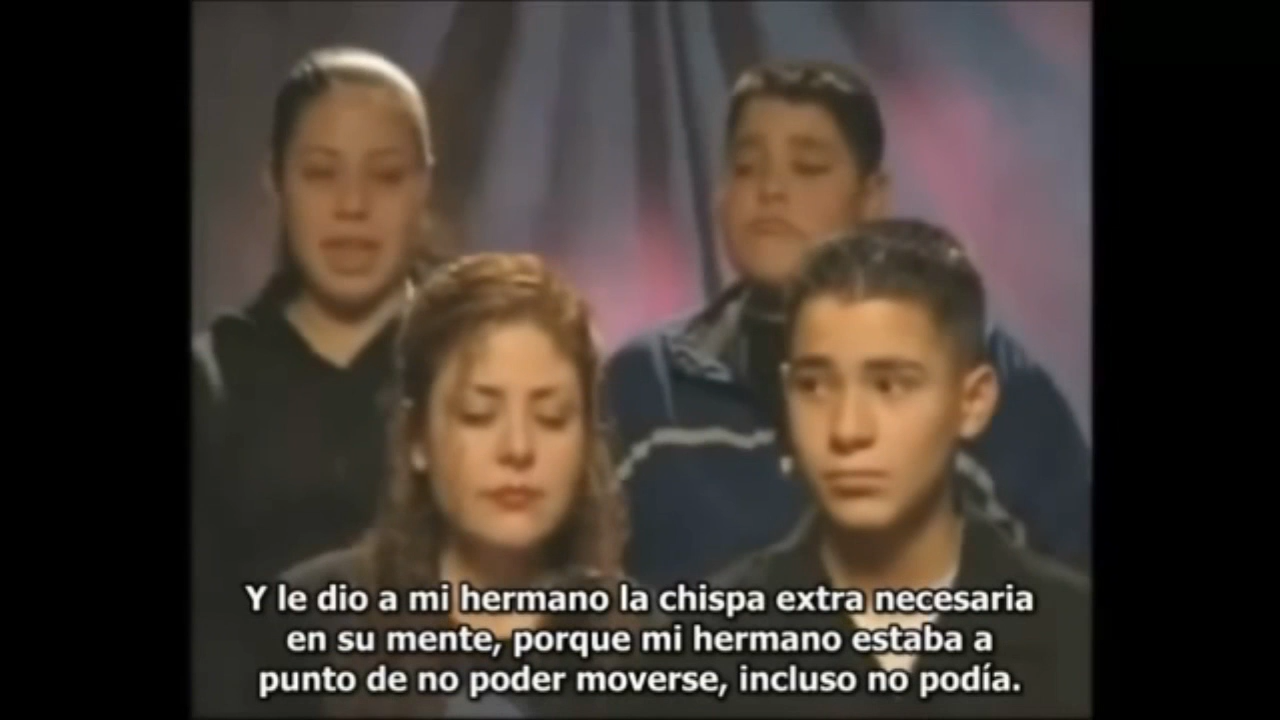 Y le dio a mi hermano la chispa extra necesaria
en su mente, porque mi hermano estaba a
punto de no poder moverse, incluso no podía.